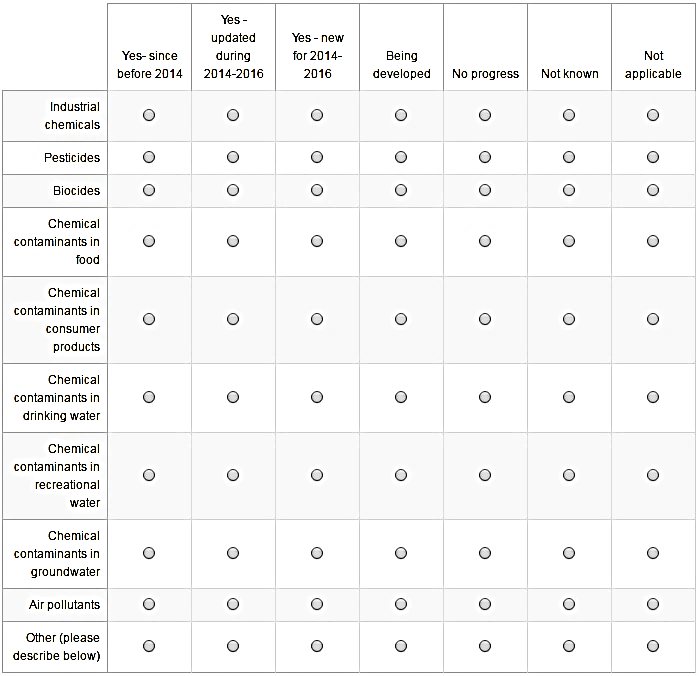 Yes- since
before 2014
Yes -
updated
during
2014-2016
Yes - new
for 2014-
2016
Being
developed
No progress
Not known
Not
applicable
Industrial
chemicals
Pesticides
Biocides
Chemical
contaminants in
food
Chemical
contaminants in
consumer
products
Chemical
contaminants in
drinking water
Chemical
contaminants in
recreational
water
Chemical
contaminants in
groundwater
Air pollutants
Other (please
describe below)